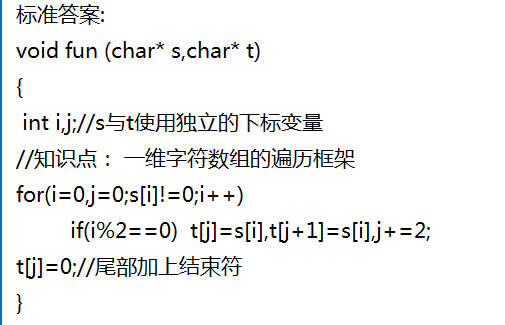 标准答案:
void fun (char* s,char* t)
{
int i,j;//s与t使用独立的下标变量
//知识点： 一维字符数组的遍历框架
for(i=0,j=0;s[i]!=0;i++)
if(i%2==0) t[j]=s[i],t[j+1]=s[i],j+=2;
t[j]=0;//尾部加上结束符
}